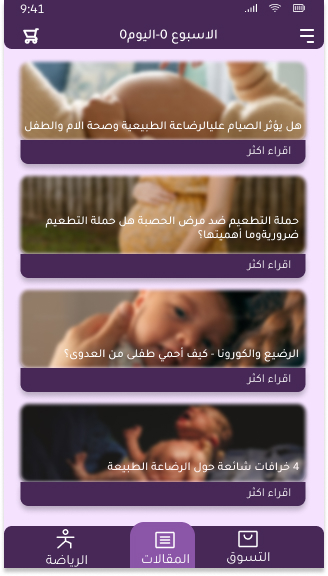 9:41
الاسبوع 0-اليوم0
هل يؤثر الصيام عليالرضاعة الطبيعية وصحة الام والطفل
اقراء اكثر
حملة التطعيم ضد مرض الحصبة هل حملة التطعيم
ضروريةوما أهميتها؟
اقراء اكثر
الرضيع والكورونا - كيف أحمي طفلى من العدوى؟
اقراء اكثر
4 خرافات شائعة حول الرضاعة الطبيعة
اقراء اكثر
التسوق
المقالات
الرياضة